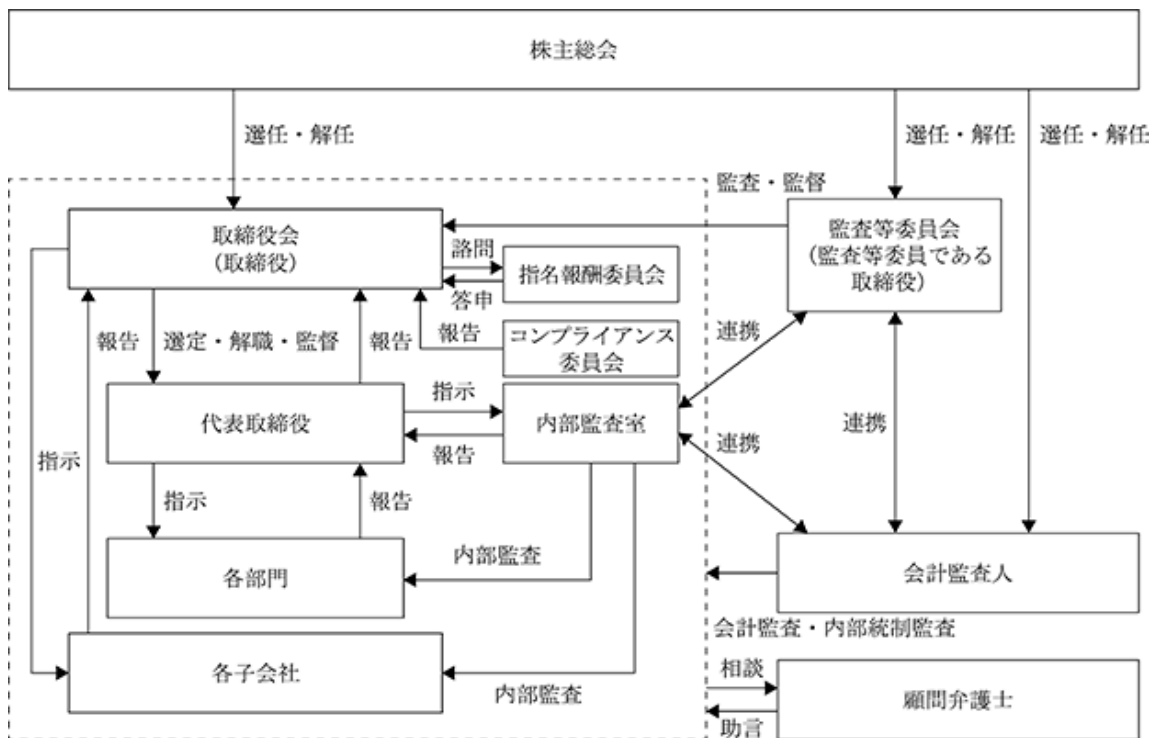 株主総会
選任・解任
選任・解任
選任・解任
監査・監督
取締役会
（取締役）
諮問
答申
指名報酬委員会
監査等委員会
（監査等委員である
取締役）
報告
選定・解職・監督
報告
報告
コンプライアンス
委員会
連携
代表取締役
指示
報告
内部監査室
連携
連携
指示
指示
報告
各部門
内部監査
会計監査人
会計監査・内部統制監査
各子会社
内部監査
相談
助言
顧問弁護士